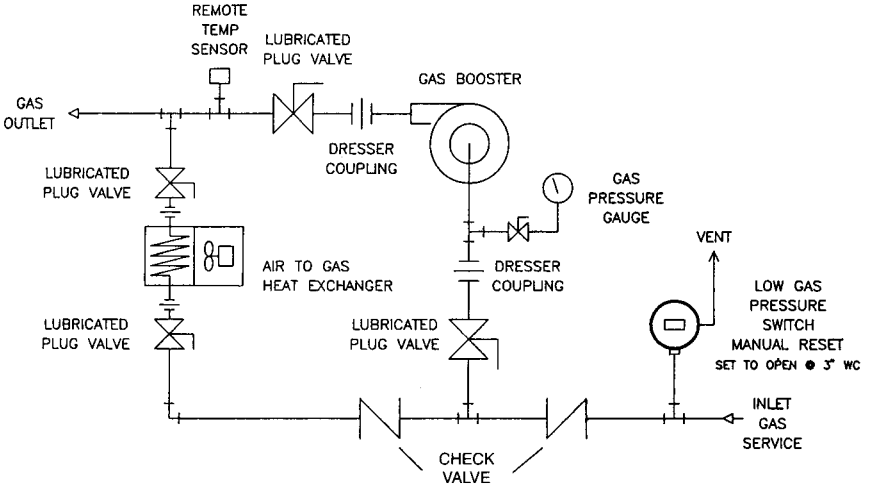 REMOTE
TEMP
SENSOR
LUBRICATED
PLUG VALVE
GAS BOOSTER
GAS
OUTLET
DRESSER
COUPLING
LUBRICATED
PLUG VALVE
GAS
PRESSURE
GAUGE
VENT
AIR TO GAS
HEAT EXCHANGER
DRESSER
COUPLING
LOW GAS
PRESSURE
SWITCH
MANUAL RESET
SET TO OPEN @ 3" WC
LUBRICATED
PLUG VALVE
LUBRICATED
PLUG VALVE
INLET
GAS
SERVICE
CHECK
VALVE